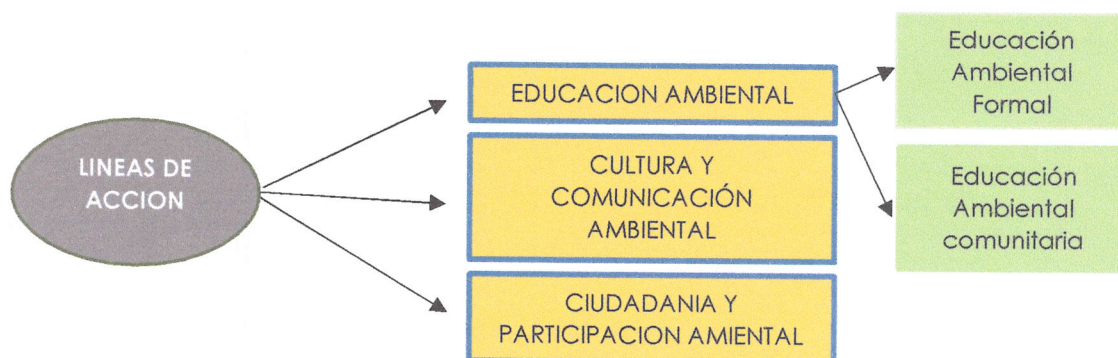 LINEAS DE
ACCION
EDUCACION AMBIENTAL
CULTURA Y
COMUNICACIÓN
AMBIENTAL
CIUDADANIA Y
PARTICIPACION AMIENTAL
Educación
Ambiental
Formal
Educación
Ambiental
comunitaria